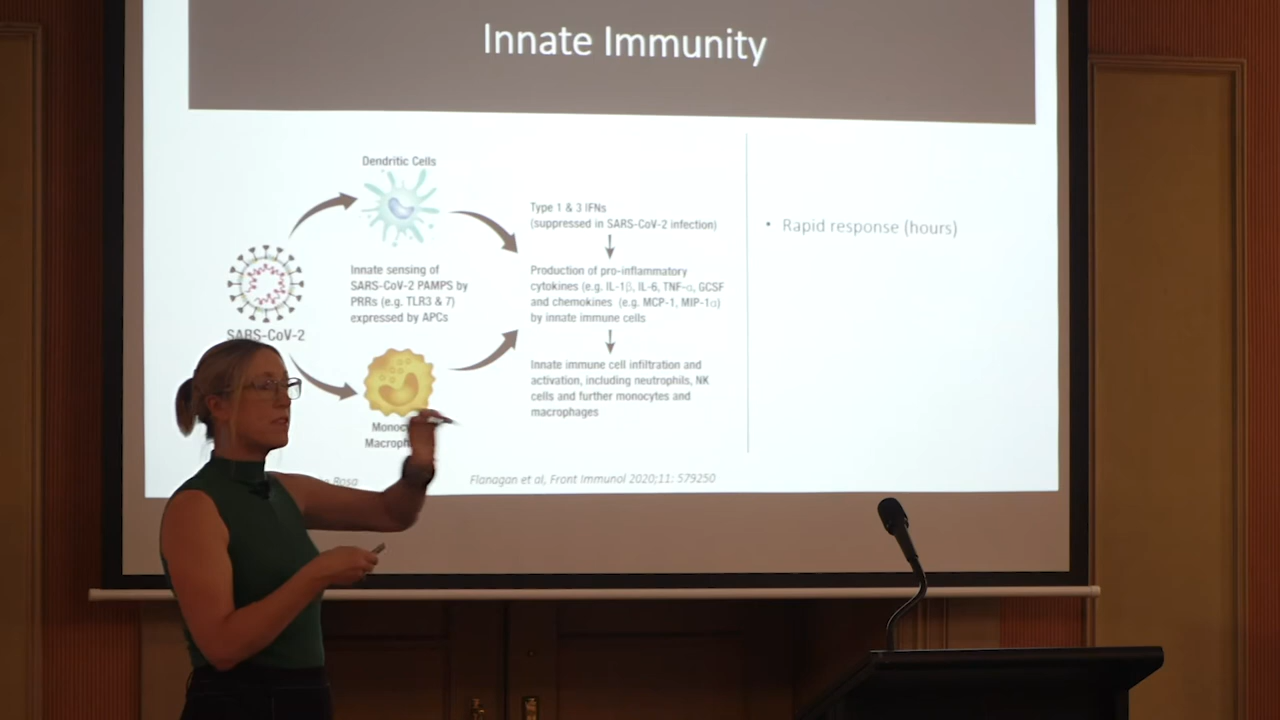 Innate Immunity
Dendritic Cells
SARS-CoV-2
Innate sensing of
SARS-CoV-2 PAMPS by
PRRs (e.g. TLR3 & 7)
expressed by APCs
Type 1 & 3 IFNs
(suppressed in SARS-CoV-2 infection)
Production of pro-inflammatory
cytokines (e.g. IL-1β, IL-6, TNF-α, GCSF
and chemokines (e.g. MCP-1, MIP-1α)
by innate immune cells
Innate immune cell infiltration and
activation, including neutrophils, NK
cells and further monocytes and
macrophages
• Rapid response (hours)
Rosa
Flanagan et al, Front Immunol 2020;11: 579250